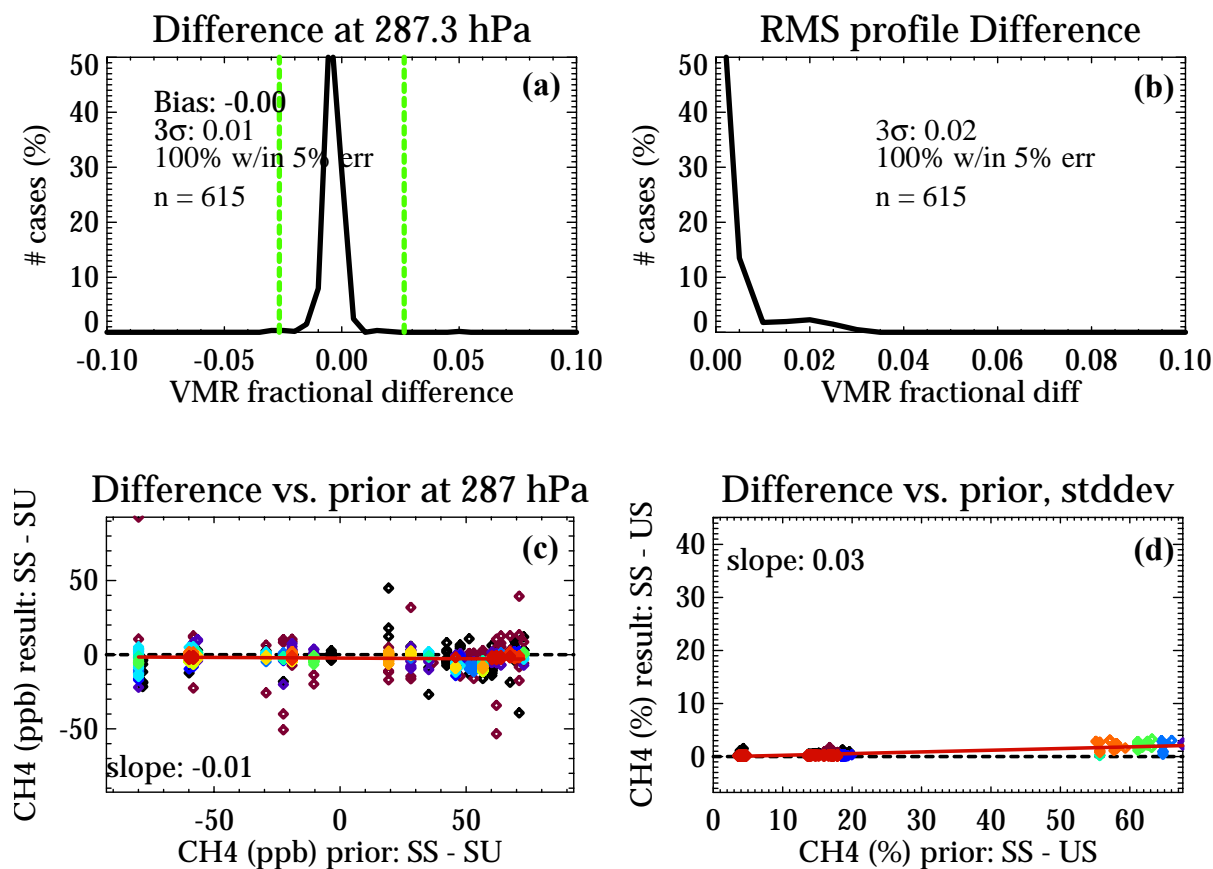 Difference at 287.3 hPa
(a)
Bias: -0.00
3σ: 0.01
100% w/in 5% err
n = 615
# cases (%)
50
40
30
20
10
0
-0.10
-0.05
0.00
0.05
0.10
VMR fractional difference
RMS profile Difference
(b)
3σ: 0.02
100% w/in 5% err
n = 615
# cases (%)
50
40
30
20
10
0
0.00
0.02
0.04
0.06
0.08
0.10
VMR fractional diff
Difference vs. prior at 287 hPa
(c)
CH4 (ppb) result: SS - SU
50
0
-50
slope: -0.01
-50
0
50
CH4 (ppb) prior: SS - SU
Difference vs. prior, stddev
(d)
slope: 0.03
CH4 (%) result: SS - US
40
30
20
10
0
0
10
20
30
40
50
60
CH4 (%) prior: SS - US